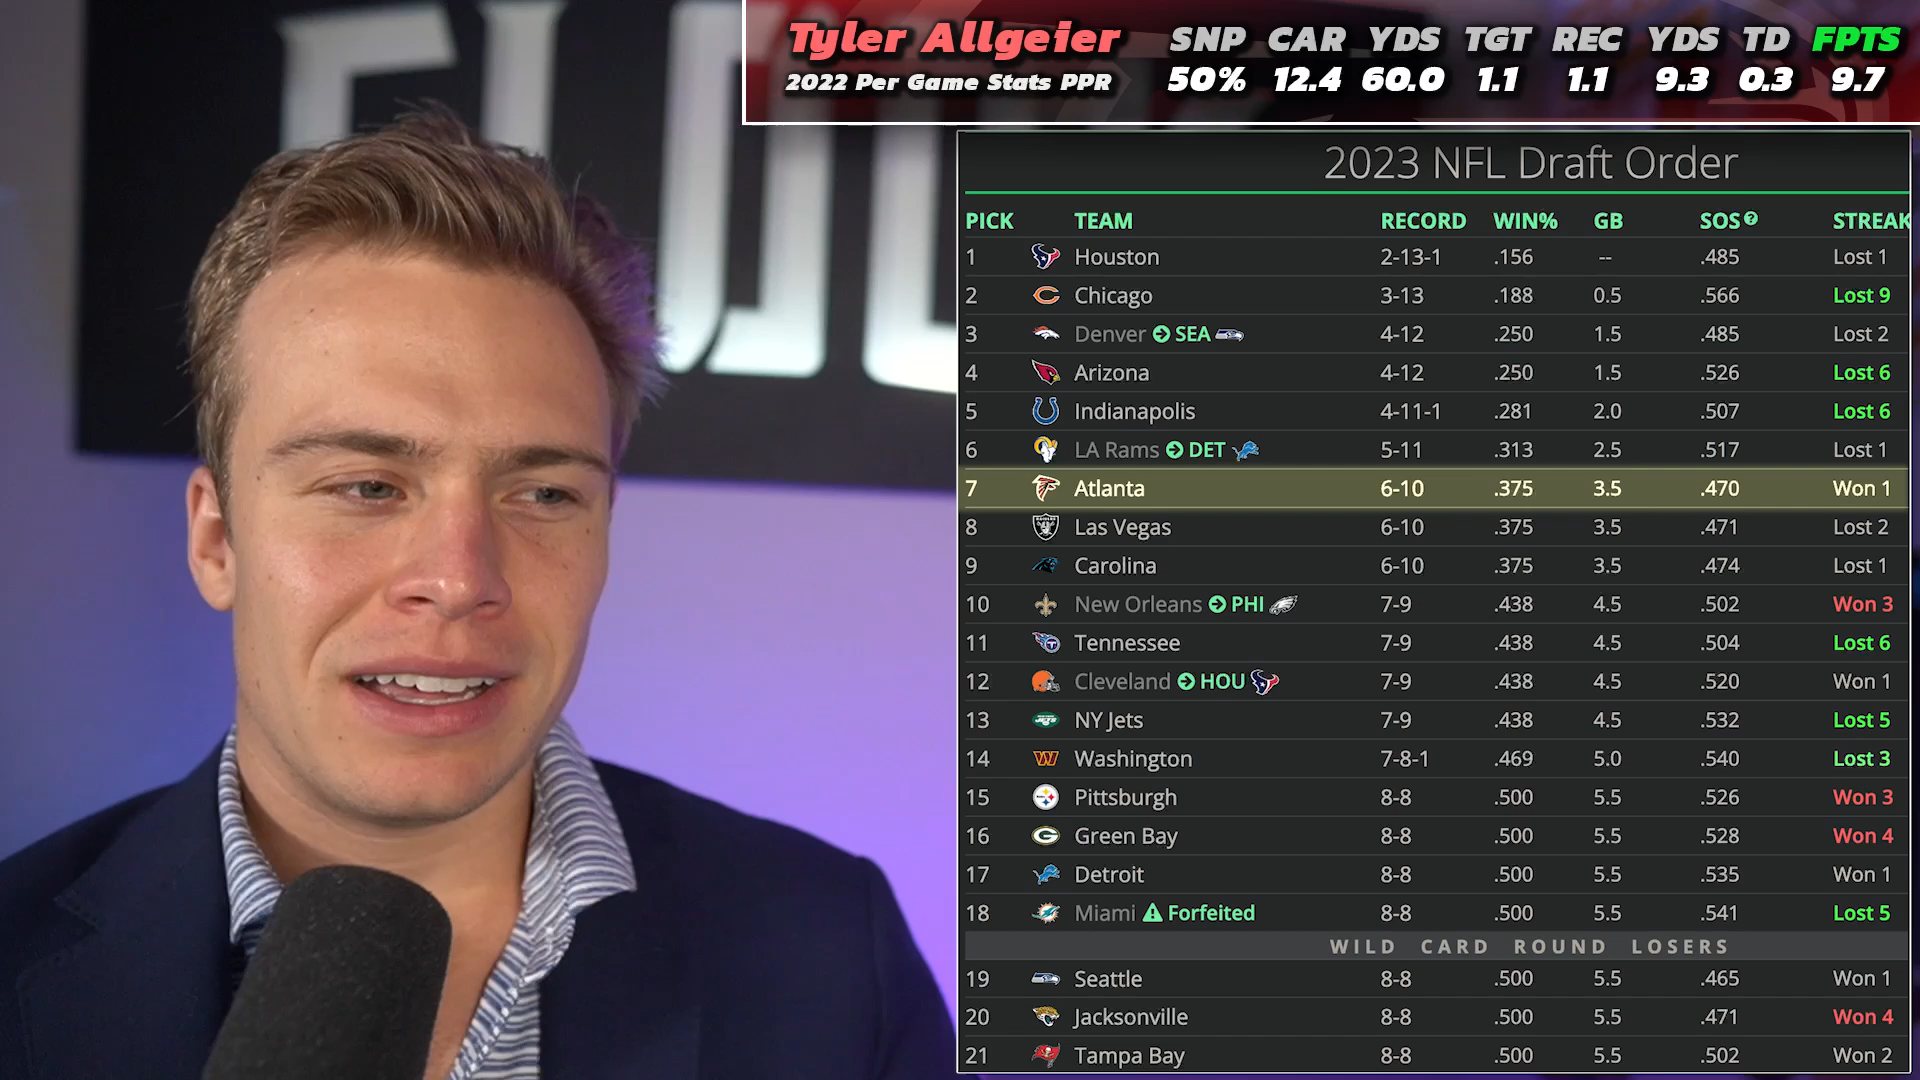 Tyler Allgeier SNP CAR YDS TGT REC YDS TD FPTS
2022 Per Game Stats PPR 50% 12.4 60.0 1.1 1.1 9.3 0.3 9.7
2023 NFL Draft Order
PICK TEAM RECORD WIN% GB SOS? STREAK
1 Houston 2-13-1 .156 -- .485 Lost 1
2 Chicago 3-13 .188 0.5 .566 Lost 9
3 Denver SEA 4-12 .250 1.5 .485 Lost 2
4 Arizona 4-12 .250 1.5 .526 Lost 6
5 Indianapolis 4-11-1 .281 2.0 .507 Lost 6
6 LA Rams DET 5-11 .313 2.5 .517 Lost 1
7 Atlanta 6-10 .375 3.5 .470 Won 1
8 Las Vegas 6-10 .375 3.5 .471 Lost 2
9 Carolina 6-10 .375 3.5 .474 Lost 1
10 New Orleans PHI 7-9 .438 4.5 .502 Won 3
11 Tennessee 7-9 .438 4.5 .504 Lost 6
12 Cleveland HOU 7-9 .438 4.5 .520 Won 1
13 NY Jets 7-9 .438 4.5 .532 Lost 5
14 Washington 7-8-1 .469 5.0 .540 Lost 3
15 Pittsburgh 8-8 .500 5.5 .526 Won 3
16 Green Bay 8-8 .500 5.5 .528 Won 4
17 Detroit 8-8 .500 5.5 .535 Won 1
18 Miami Forfeited 8-8 .500 5.5 .541 Lost 5
WILD CARD ROUND LOSERS
19 Seattle 8-8 .500 5.5 .465 Won 1
20 Jacksonville 8-8 .500 5.5 .471 Won 4
21 Tampa Bay 8-8 .500 5.5 .502 Won 2